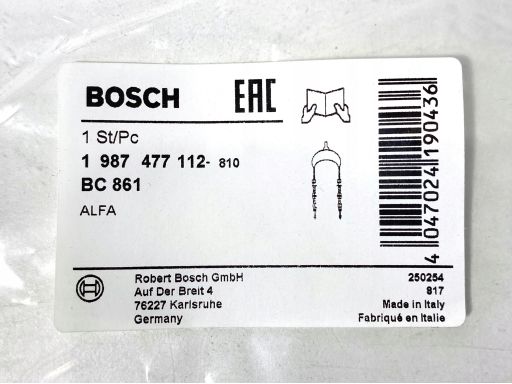 BOSCH EAC
1 St/Pc
1 987 477 112- 810
BC 861
ALFA
4 047024 190436
Robert Bosch GmbH
Auf Der Breit 4
76227 Karlsruhe
Germany
250254
817
Made in Italy
Fabriqué en Italie